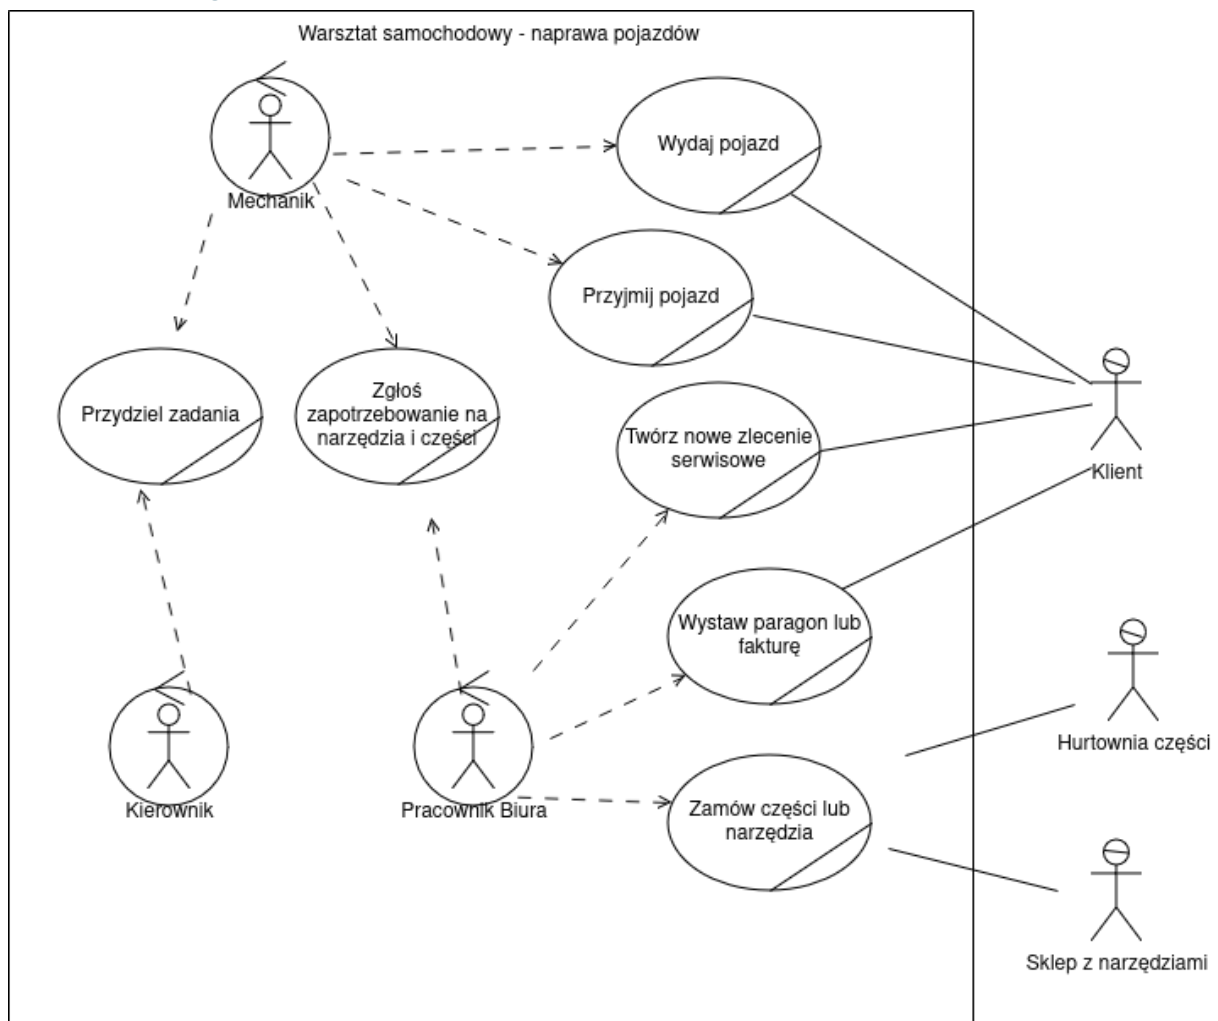 Warsztat samochodowy - naprawa pojazdów
Mechanik
Wydaj pojazd
Przyjmij pojazd
Przydziel zadania
Zgłoś
zapotrzebowanie na
narzędzia i części
Twórz nowe zlecenie
serwisowe
Klient
Wystaw paragon lub
fakturę
Hurtownia części
Kierownik
Pracownik Biura
Zamów części lub
narzędzia
Sklep z narzędziami